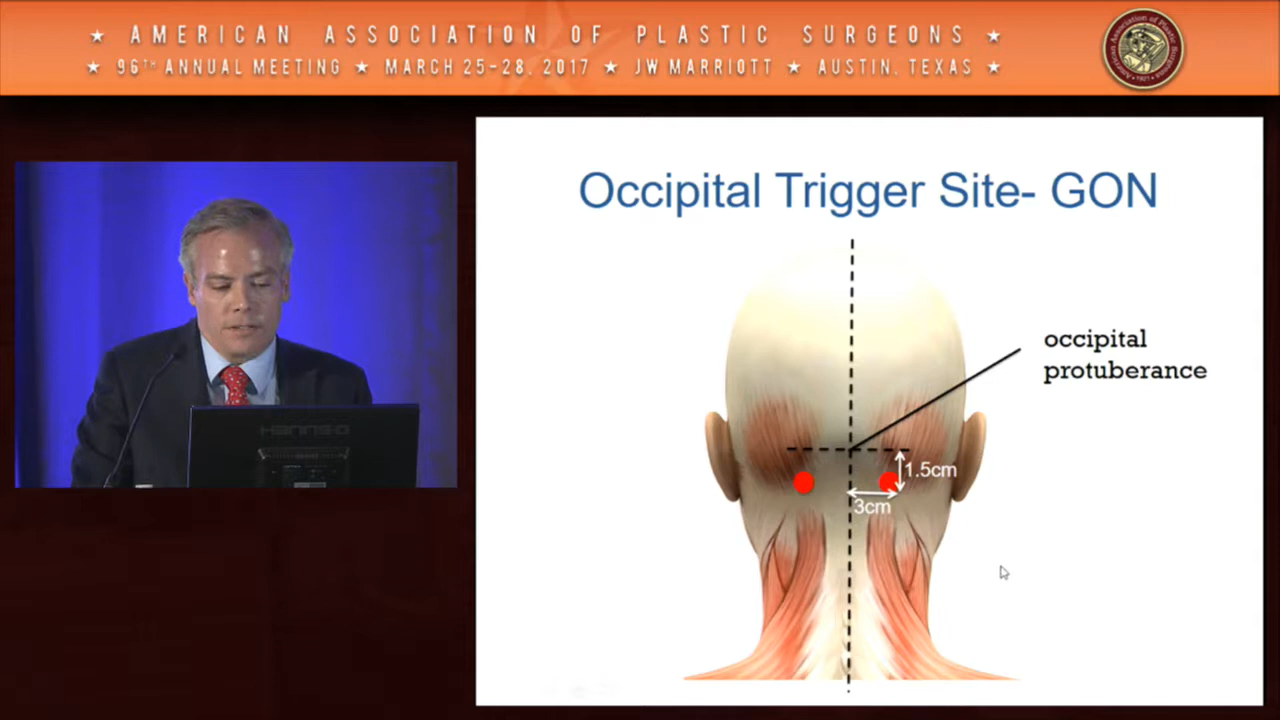 ★ AMERICAN ASSOCIATION OF PLASTIC SURGEONS ★
★ 96TH ANNUAL MEETING ★ MARCH 25-28, 2017 ★ JW MARRIOTT ★ AUSTIN, TEXAS ★
Occipital Trigger Site- GON
occipital
protuberance
1.5cm
3cm